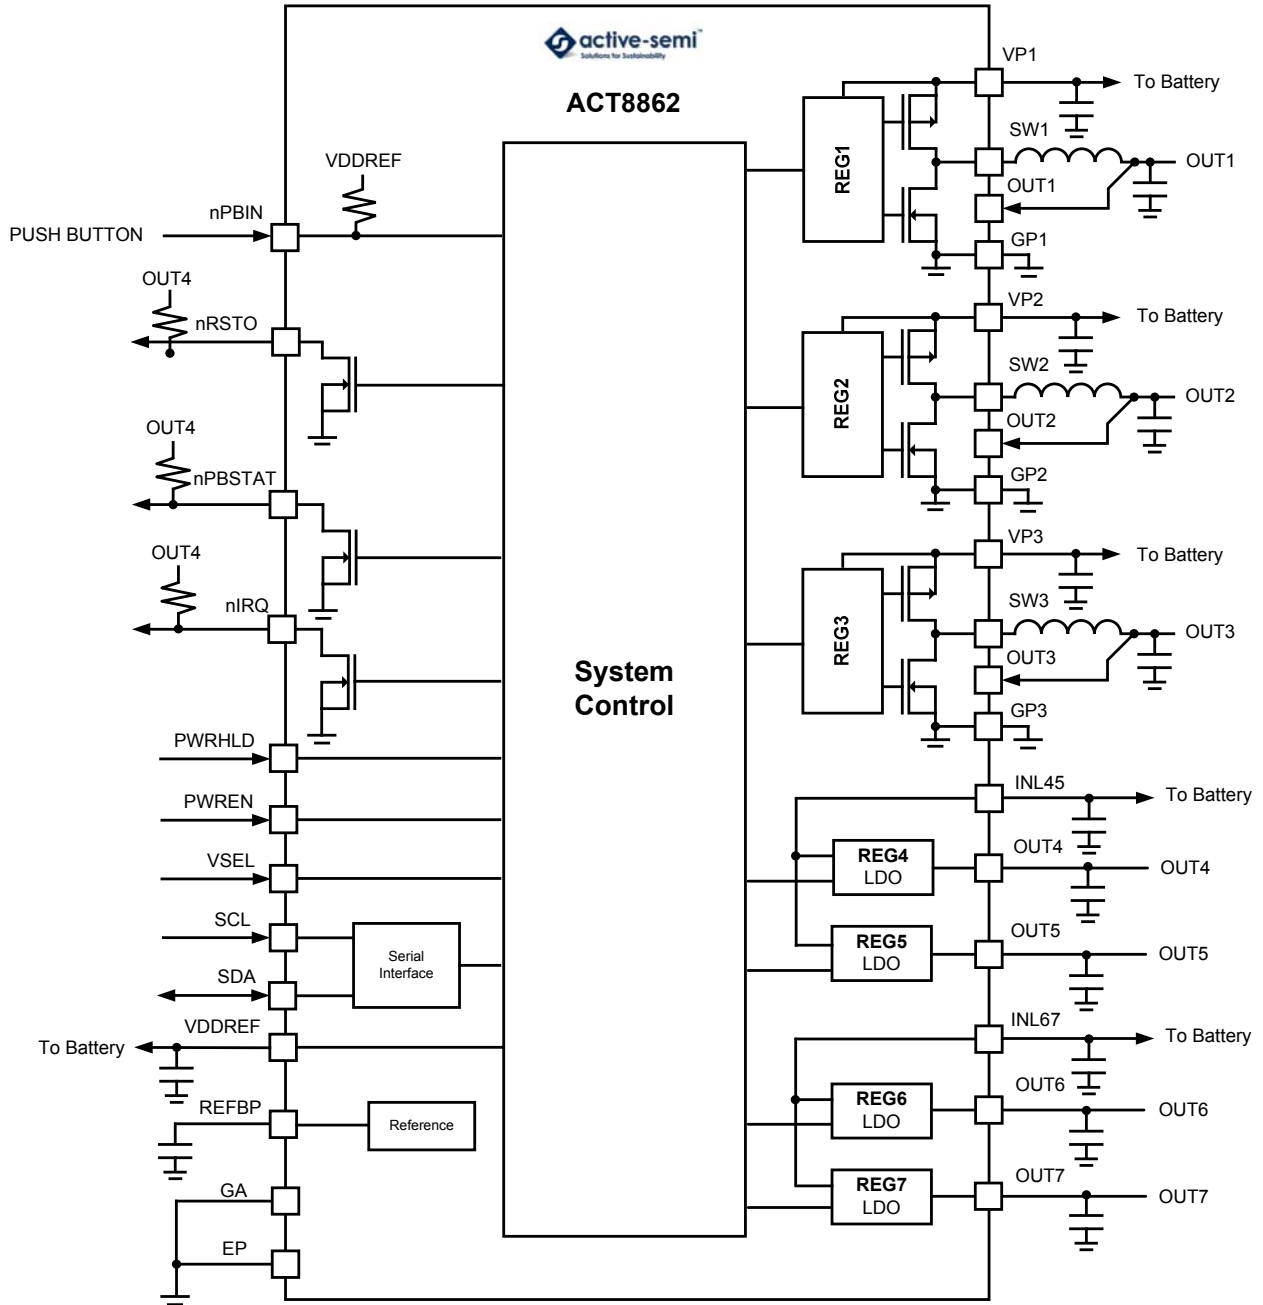 active-semi™
Solutions for Sustainability
ACT8862
VDDREF
nPBIN
PUSH BUTTON
OUT4
nRSTO
OUT4
nPBSTAT
OUT4
nIRQ
PWRHLD
PWREN
VSEL
SCL
SDA
Serial
Interface
VDDREF
To Battery
REFBP
Reference
GA
EP
System
Control
VP1
To Battery
REG1
SW1
OUT1
OUT1
GP1
VP2
To Battery
REG2
SW2
OUT2
OUT2
GP2
VP3
To Battery
REG3
SW3
OUT3
OUT3
GP3
INL45
To Battery
REG4
LDO
OUT4
OUT4
REG5
LDO
OUT5
OUT5
INL67
To Battery
REG6
LDO
OUT6
OUT6
REG7
LDO
OUT7
OUT7